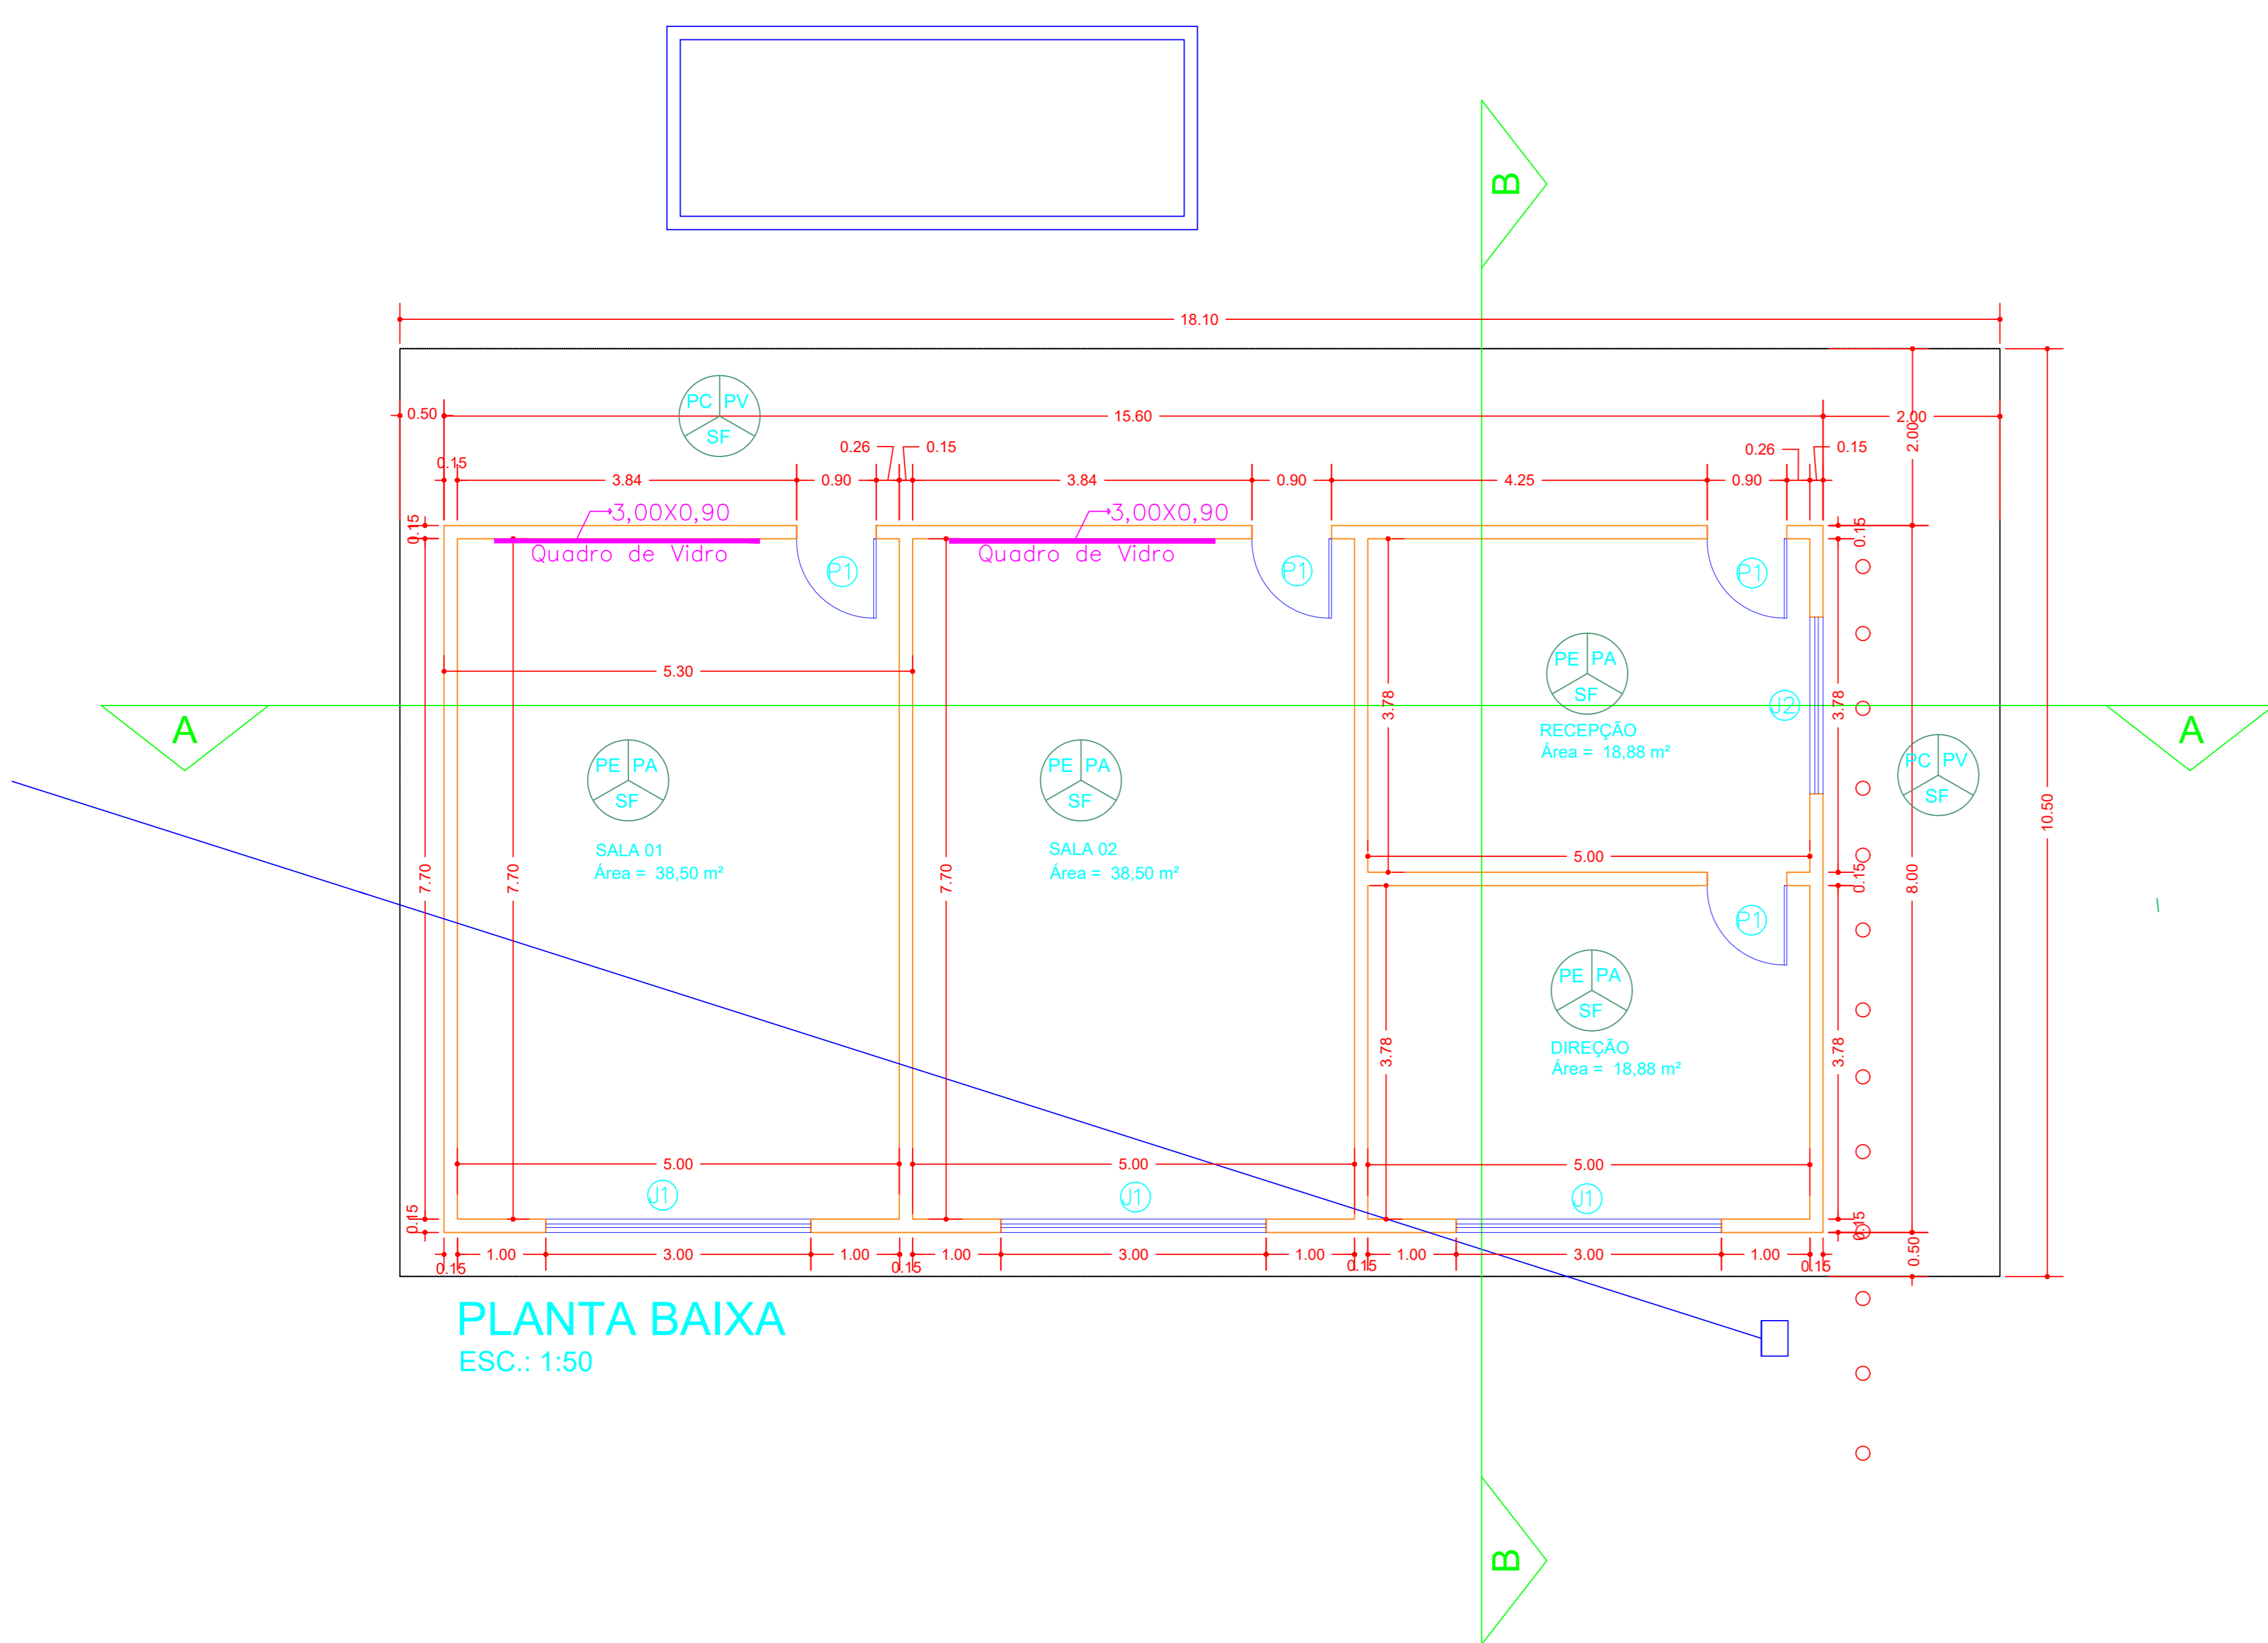 B
18.10
PC PV
SF
0.50
15.60
2.00
2.00
0.26
0.15
0.26
0.15
0.15
3.84
0.90
3.84
0.90
4.25
0.90
0.15
3,00X0,90
3,00X0,90
0.15
Quadro de Vidro
Quadro de Vidro
P1
P1
P1
5.30
PE PA
SF
3.78
J2
3.78
A
A
RECEPÇÃO
Área = 18,88 m²
PC PV
SF
PE PA
SF
PE PA
SF
10.50
SALA 01
Área = 38,50 m²
SALA 02
Área = 38,50 m²
5.00
7.70
7.70
7.70
0.15
8.00
P1
PE PA
SF
3.78
3.78
DIREÇÃO
Área = 18,88 m²
5.00
5.00
5.00
J1
J1
J1
0.15
0.15
1.00
3.00
1.00
1.00
3.00
1.00
1.00
3.00
1.00
0.50
0.15
0.15
0.15
0.15
PLANTA BAIXA
ESC.: 1:50
B